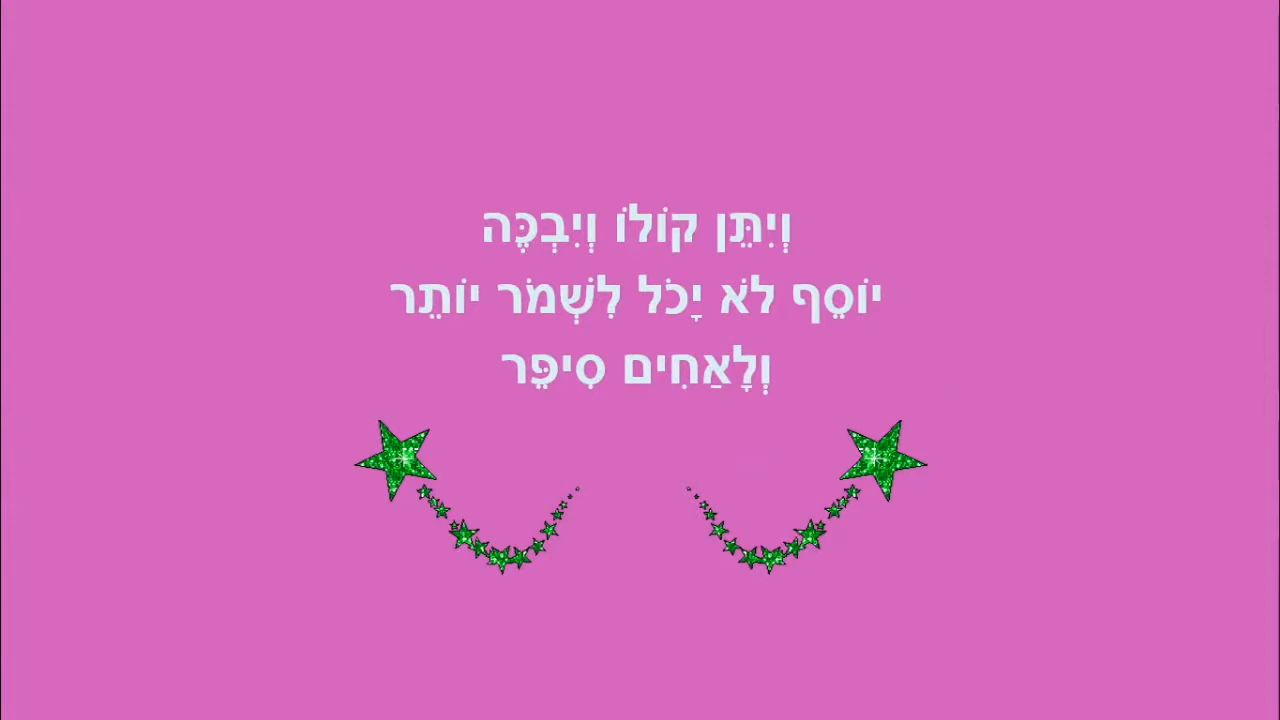 וְיִתֵּן קוֹלוֹ וְיִבְכֶּה
יוֹסֵף לֹא יָכֹל לִשְׁמֹר יוֹתֵר
וְלָאַחִים סִיפֵּר